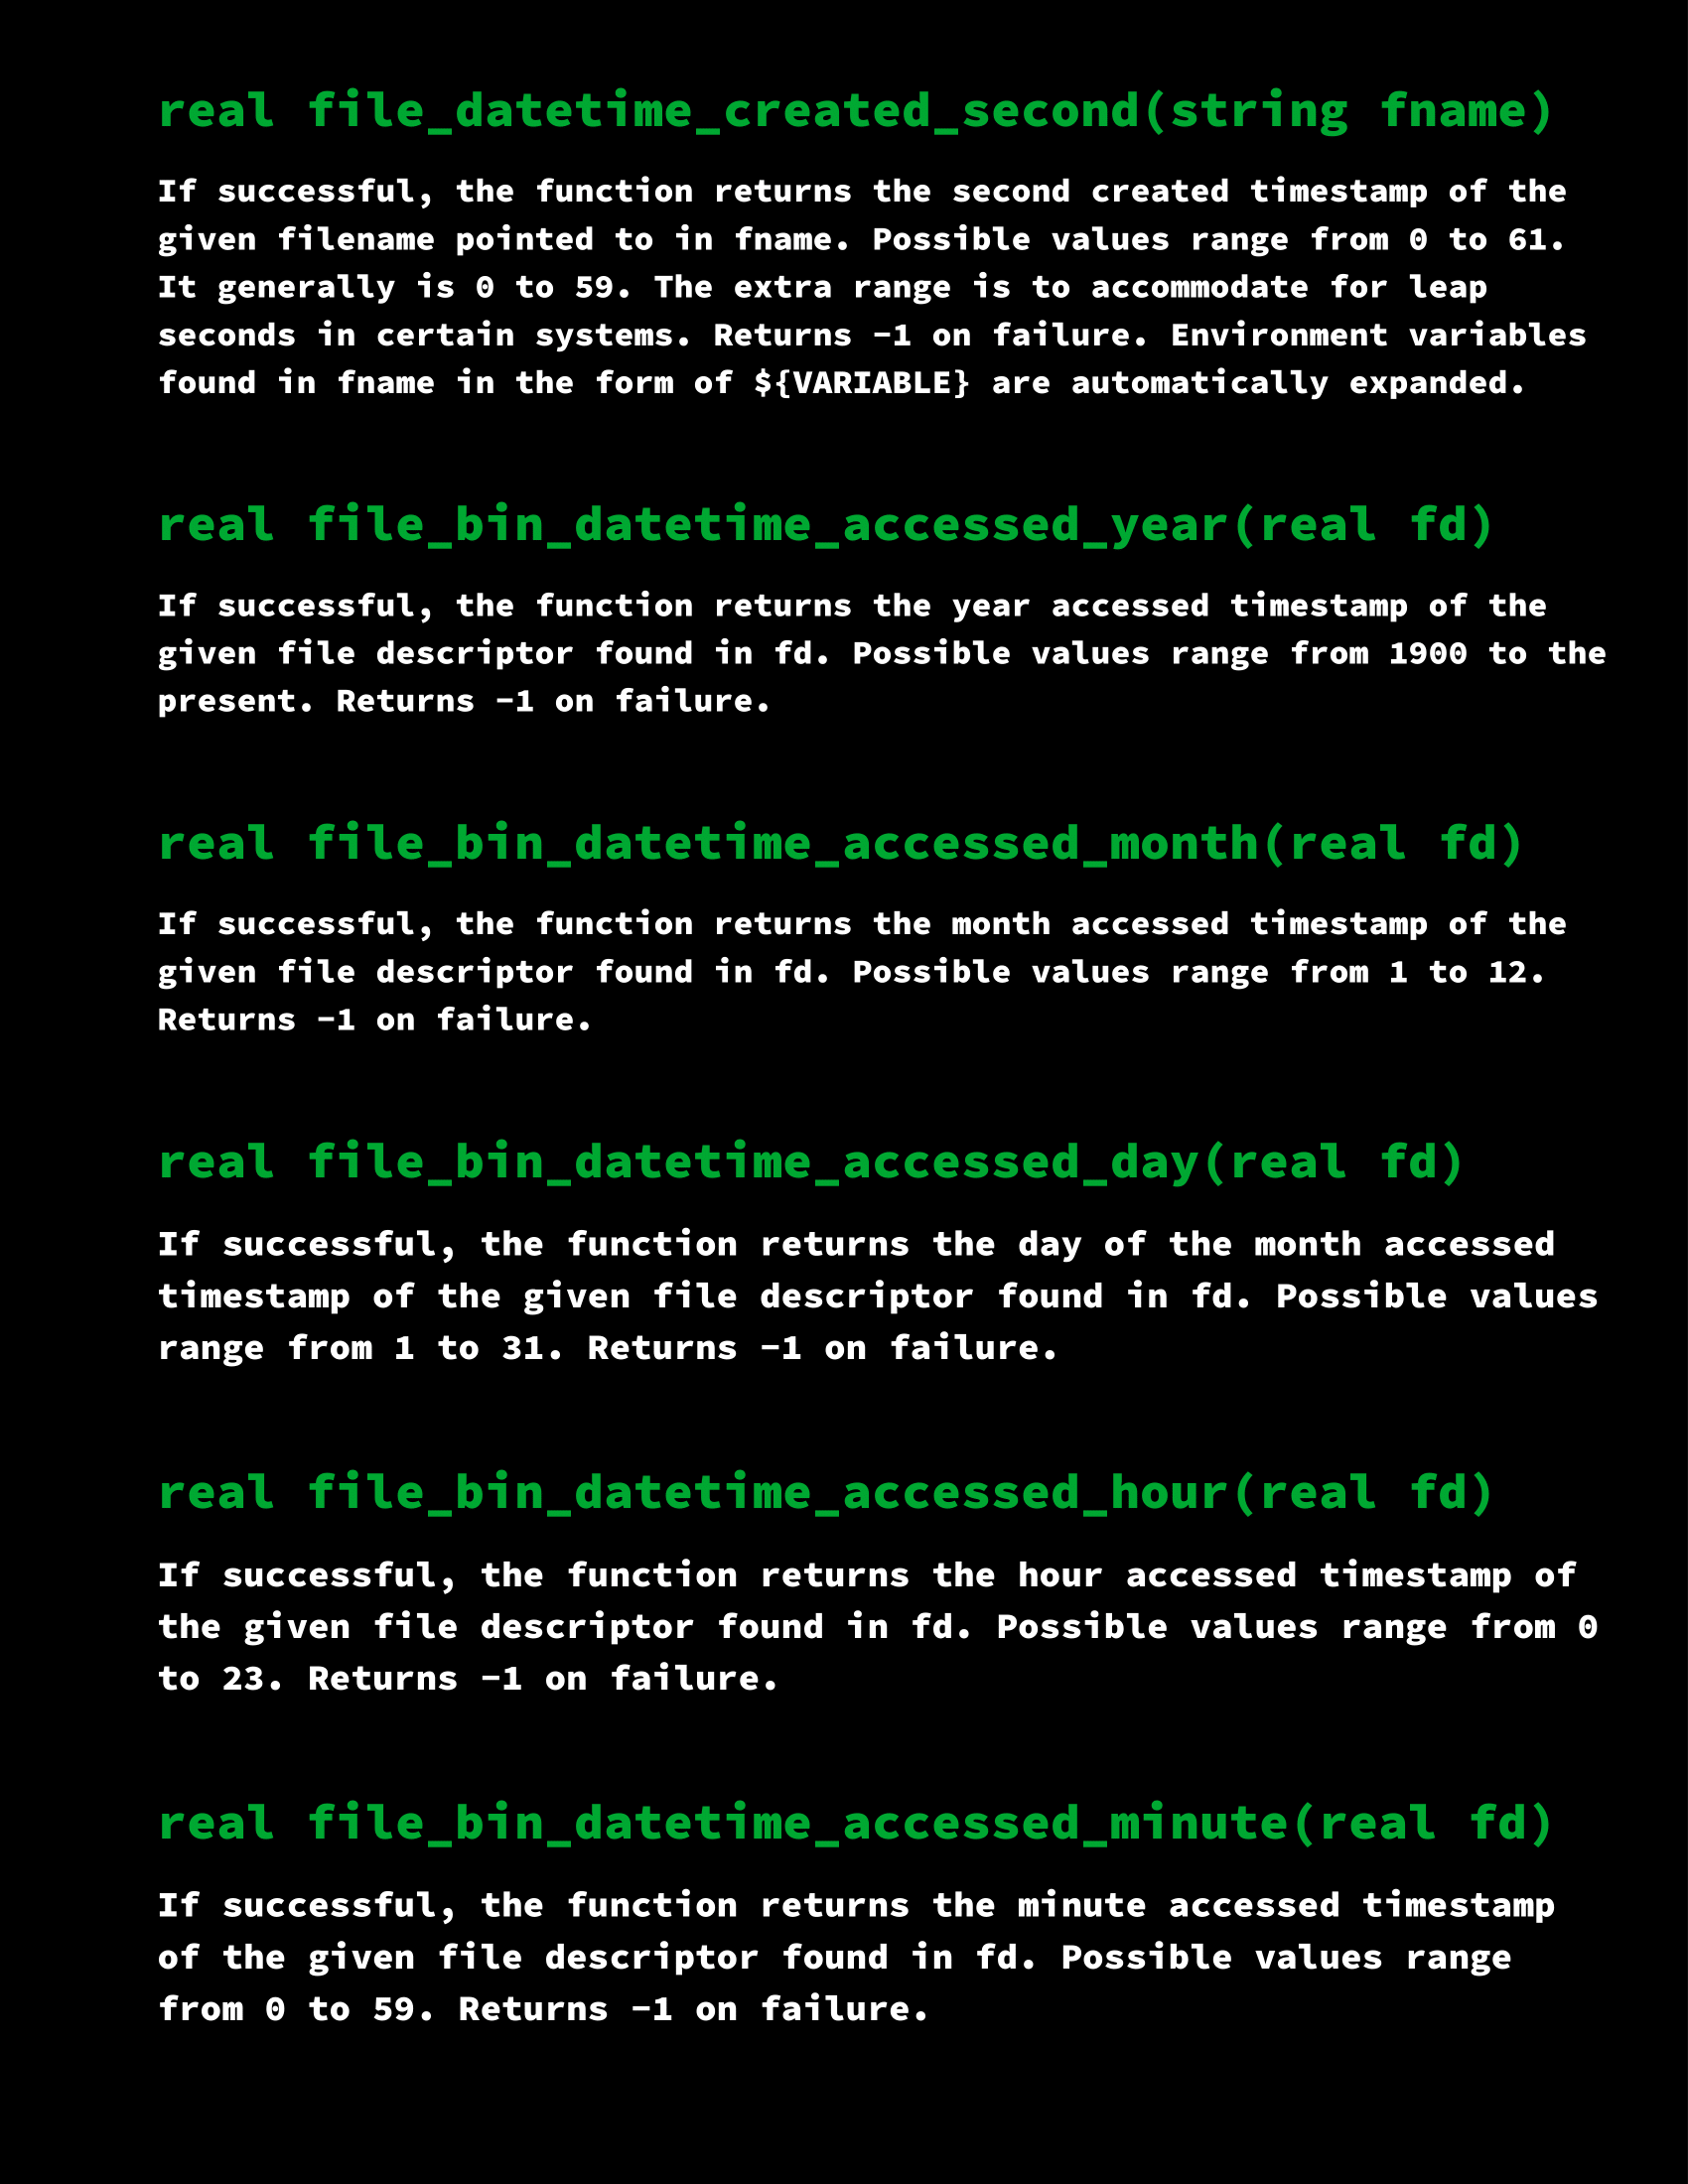 real file_datetime_created_second(string fname)
If successful, the function returns the second created timestamp of the
given filename pointed to in fname. Possible values range from 0 to 61.
It generally is 0 to 59. The extra range is to accommodate for leap
seconds in certain systems. Returns -1 on failure. Environment variables
found in fname in the form of ${VARIABLE} are automatically expanded.
real file_bin_datetime_accessed_year(real fd)
If successful, the function returns the year accessed timestamp of the
given file descriptor found in fd. Possible values range from 1900 to the
present. Returns -1 on failure.
real file_bin_datetime_accessed_month(real fd)
If successful, the function returns the month accessed timestamp of the
given file descriptor found in fd. Possible values range from 1 to 12.
Returns -1 on failure.
real file_bin_datetime_accessed_day(real fd)
If successful, the function returns the day of the month accessed
timestamp of the given file descriptor found in fd. Possible values
range from 1 to 31. Returns -1 on failure.
real file_bin_datetime_accessed_hour(real fd)
If successful, the function returns the hour accessed timestamp of
the given file descriptor found in fd. Possible values range from 0
to 23. Returns -1 on failure.
real file_bin_datetime_accessed_minute(real fd)
If successful, the function returns the minute accessed timestamp
of the given file descriptor found in fd. Possible values range
from 0 to 59. Returns -1 on failure.